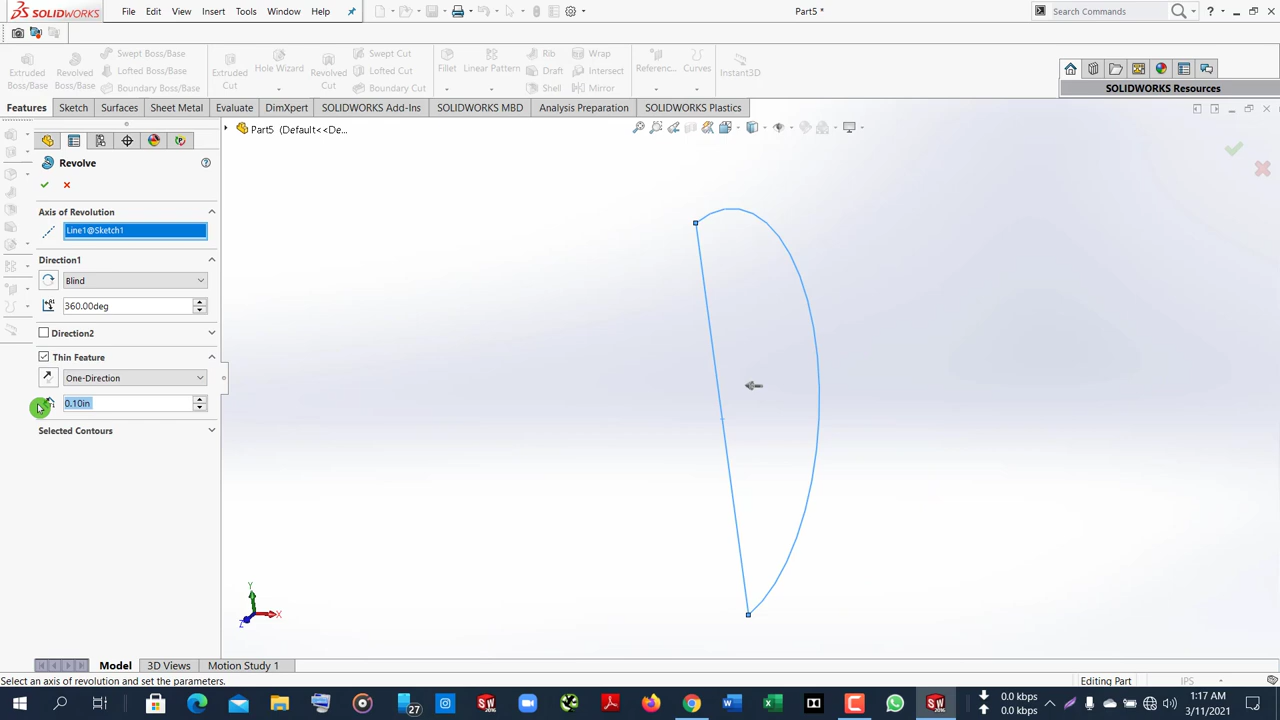 SOLIDWORKS File Edit View Insert Tools Window Help Part5 * Search Commands
Extruded Boss/Base
Revolved Boss/Base
Swept Boss/Base
Lofted Boss/Base
Boundary Boss/Base
Extruded Cut
Hole Wizard
Revolved Cut
Swept Cut
Lofted Cut
Boundary Cut
Fillet
Linear Pattern
Rib
Draft
Shell
Wrap
Intersect
Mirror
Referenc...
Curves
Instant3D
SOLIDWORKS Resources
Features Sketch Surfaces Sheet Metal Evaluate DimXpert SOLIDWORKS Add-Ins SOLIDWORKS MBD Analysis Preparation SOLIDWORKS Plastics
Part5 (Default<<De...
Revolve
Axis of Revolution
Line1@Sketch1
Direction1
Blind
360.00deg
Direction2
Thin Feature
One-Direction
0.10in
Selected Contours
Y
X
Z
Model 3D Views Motion Study 1
Select an axis of revolution and set the parameters. Editing Part IPS
27
0.0 kbps
0.0 kbps
1:17 AM
3/11/2021